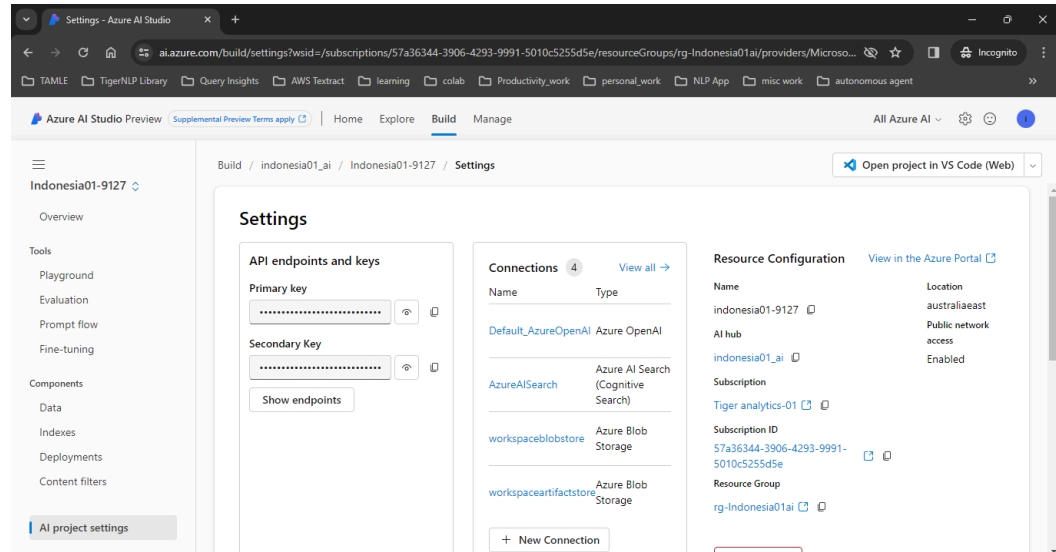 Settings - Azure AI Studio
ai.azure.com/build/settings?wsid=/subscriptions/57a36344-3906-4293-9991-5010c5255d5e/resourceGroups/rg-Indonesia01ai/providers/Microso...
Incognito
TAMLE
TigerNLP Library
Query Insights
AWS Textract
learning
colab
Productivity_work
personal_work
NLP App
misc work
autonomous agent
Azure AI Studio Preview
Supplemental Preview Terms apply
Home
Explore
Build
Manage
All Azure AI
Indonesia01-9127
Overview
Tools
Playground
Evaluation
Prompt flow
Fine-tuning
Components
Data
Indexes
Deployments
Content filters
AI project settings
Build / indonesia01_ai / Indonesia01-9127 / Settings
Open project in VS Code (Web)
Settings
API endpoints and keys
Primary key
Secondary Key
Show endpoints
Connections 4 View all →
Name Type
Default_AzureOpenAI Azure OpenAI
AzureAISearch Azure AI Search
(Cognitive
Search)
workspaceblobstore Azure Blob
Storage
workspaceartifactstore Azure Blob
Storage
+ New Connection
Resource Configuration
View in the Azure Portal
Name
indonesia01-9127
AI hub
indonesia01_ai
Subscription
Tiger analytics-01
Subscription ID
57a36344-3906-4293-9991-
5010c5255d5e
Resource Group
rg-Indonesia01ai
Location
australiaeast
Public network
access
Enabled